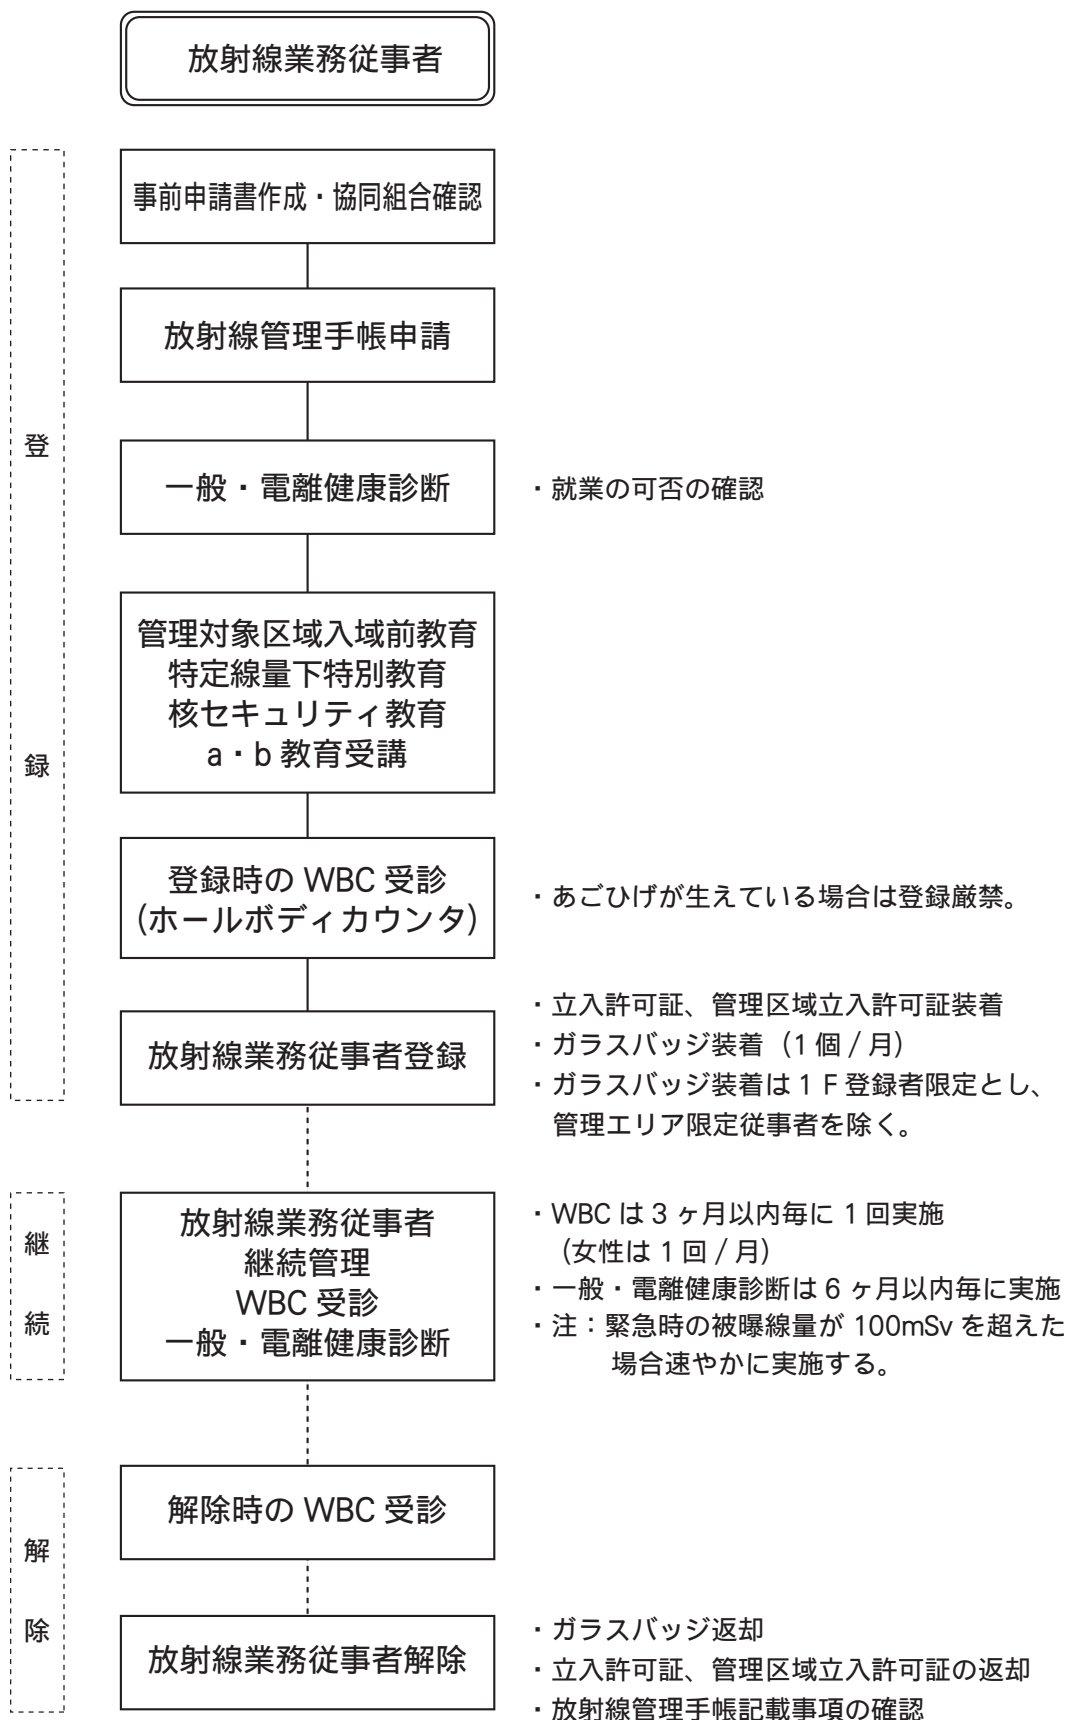 放射線業務従事者
登録
事前申請書作成・協同組合確認
放射線管理手帳申請
一般・電離健康診断
・就業の可否の確認
管理対象区域入域前教育
特定線量下特別教育
核セキュリティ教育
a・b 教育受講
登録時の WBC 受診
(ホールボディカウンタ)
・あごひげが生えている場合は登録厳禁。
放射線業務従事者登録
・立入許可証、管理区域立入許可証装着
・ガラスバッジ装着（1 個 / 月）
・ガラスバッジ装着は 1 F 登録者限定とし、
管理エリア限定従事者を除く。
継続
放射線業務従事者
継続管理
WBC 受診
一般・電離健康診断
・WBC は 3 ヶ月以内毎に 1 回実施
（女性は 1 回 / 月）
・一般・電離健康診断は 6 ヶ月以内毎に実施
・注：緊急時の被曝線量が 100mSv を超えた
場合速やかに実施する。
解除
解除時の WBC 受診
放射線業務従事者解除
・ガラスバッジ返却
・立入許可証、管理区域立入許可証の返却
・放射線管理手帳記載事項の確認